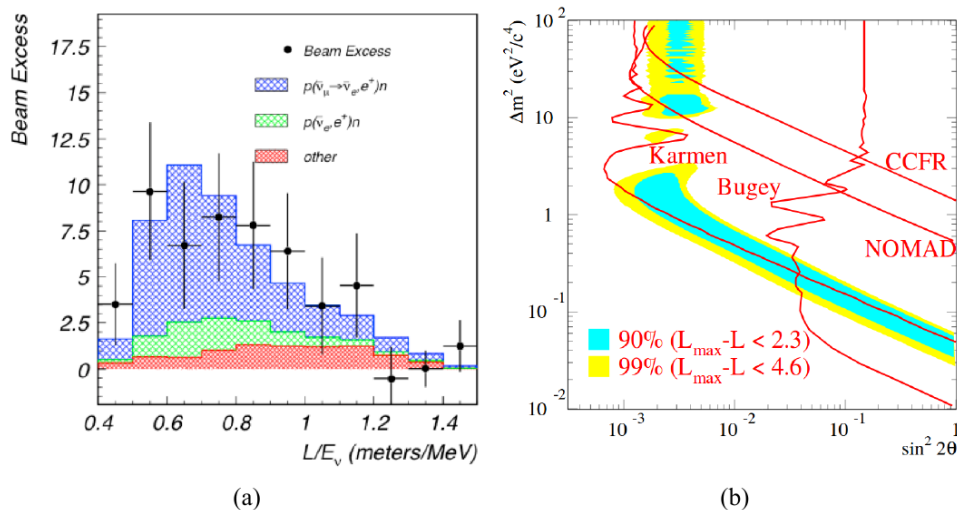 Beam Excess
17.5
15
12.5
10
7.5
5
2.5
0
Beam Excess
p(ν̄μ→ν̄e,e⁺)n
p(ν̄e,e⁺)n
other
0.4 0.6 0.8 1 1.2 1.4
L/Eν (meters/MeV)
(a)
Δm² (eV²/c⁴)
10²
10
1
10⁻¹
10⁻²
Karmen
Bugey
CCFR
NOMAD
90% (Lmax-L < 2.3)
99% (Lmax-L < 4.6)
10⁻³ 10⁻² 10⁻¹ 1
sin² 2θ
(b)